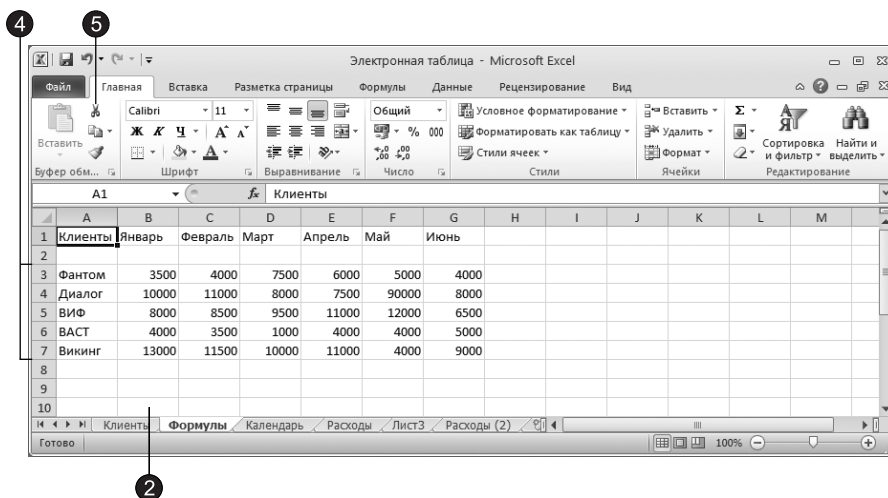 4 5
Электронная таблица - Microsoft Excel
Файл Главная Вставка Разметка страницы Формулы Данные Рецензирование Вид
Вставить
Calibri 11
Ж К Ч
Общий
% 000
Условное форматирование
Форматировать как таблицу
Стили ячеек
Вставить
Удалить
Формат
Σ
Сортировка и фильтр
Найти и выделить
Буфер обм... Шрифт Выравнивание Число Стили Ячейки Редактирование
A1 fx Клиенты
A B C D E F G H I J K L M
1 Клиенты Январь Февраль Март Апрель Май Июнь
2
3 Фантом 3500 4000 7500 6000 5000 4000
4 Диалог 10000 11000 8000 7500 90000 8000
5 ВИФ 8000 8500 9500 11000 12000 6500
6 ВАСТ 4000 3500 1000 4000 4000 5000
7 Викинг 13000 11500 10000 11000 4000 9000
8
9
10
Клиенты Формулы Календарь Расходы Лист3 Расходы (2)
Готово 100%
2